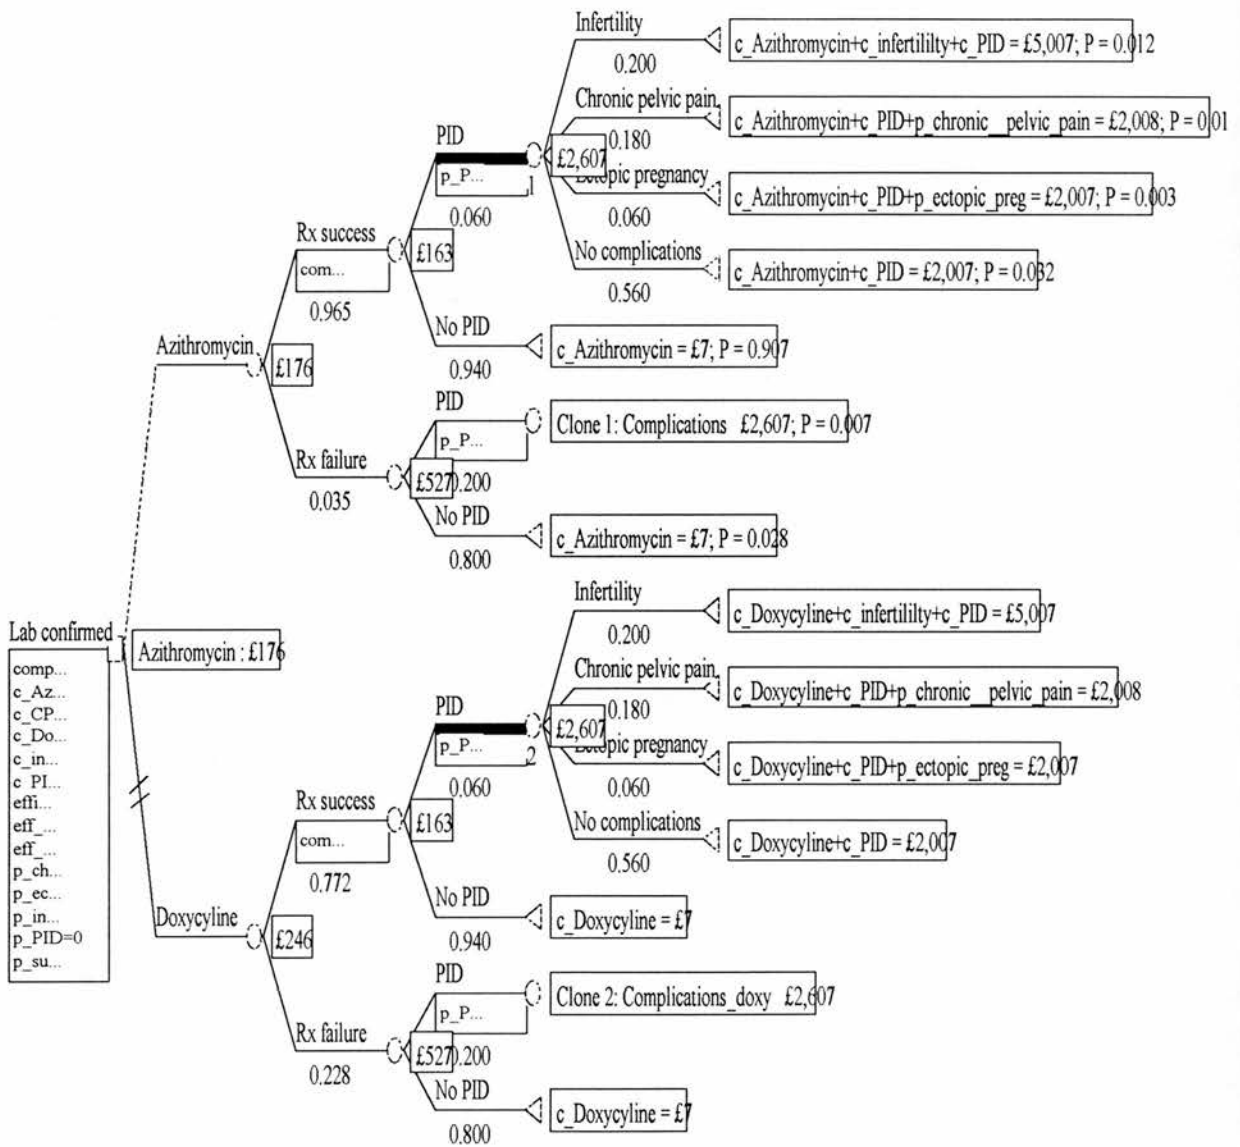 Infertility
0.200
c_Azithromycin+c_infertililty+c_PID = £5,007; P = 0.012
Chronic pelvic pain
0.180
c_Azithromycin+c_PID+p_chronic__pelvic_pain = £2,008; P = 0.01
PID
p_P...
0.060
1
£2,607
Ectopic pregnancy
0.060
c_Azithromycin+c_PID+p_ectopic_preg = £2,007; P = 0.003
No complications
0.560
c_Azithromycin+c_PID = £2,007; P = 0.032
Rx success
com...
0.965
£163
No PID
0.940
c_Azithromycin = £7; P = 0.907
Azithromycin
£176
PID
p_P...
0.200
Clone 1: Complications £2,607; P = 0.007
Rx failure
0.035
£527
No PID
0.800
c_Azithromycin = £7; P = 0.028
Lab confirmed
Azithromycin : £176
comp...
c_Az...
c_CP...
c_Do...
c_in...
c_PI...
effi...
eff_...
eff_...
p_ch...
p_ec...
p_in...
p_PID=0
p_su...
Infertility
0.200
c_Doxycyline+c_infertililty+c_PID = £5,007
Chronic pelvic pain
0.180
c_Doxycyline+c_PID+p_chronic__pelvic_pain = £2,008
PID
p_P...
0.060
2
£2,607
Ectopic pregnancy
0.060
c_Doxycyline+c_PID+p_ectopic_preg = £2,007
No complications
0.560
c_Doxycyline+c_PID = £2,007
Rx success
com...
0.772
£163
No PID
0.940
c_Doxycyline = £7
Doxycyline
£246
PID
p_P...
0.200
Clone 2: Complications_doxy £2,607
Rx failure
0.228
£527
No PID
0.800
c_Doxycyline = £7